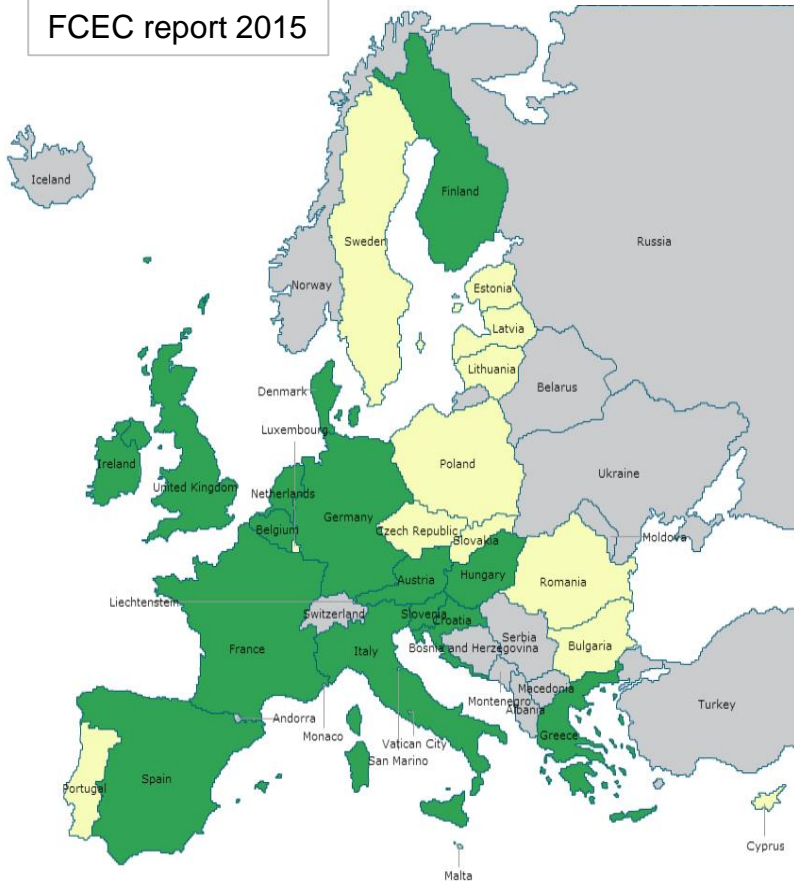 FCEC report 2015
Iceland
Finland
Sweden
Russia
Norway
Estonia
Latvia
Lithuania
Denmark
Belarus
Luxembourg
Poland
Ireland
Ukraine
United Kingdom
Netherlands
Germany
Belgium
Czech Republic
Slovakia
Moldova
Austria
Hungary
Romania
Liechtenstein
Switzerland
Slovenia
Croatia
France
Italy
Serbia
Bosnia and Herzegovina
Bulgaria
Macedonia
Montenegro
Albania
Turkey
Andorra
Monaco
Vatican City
San Marino
Greece
Spain
Portugal
Cyprus
Malta